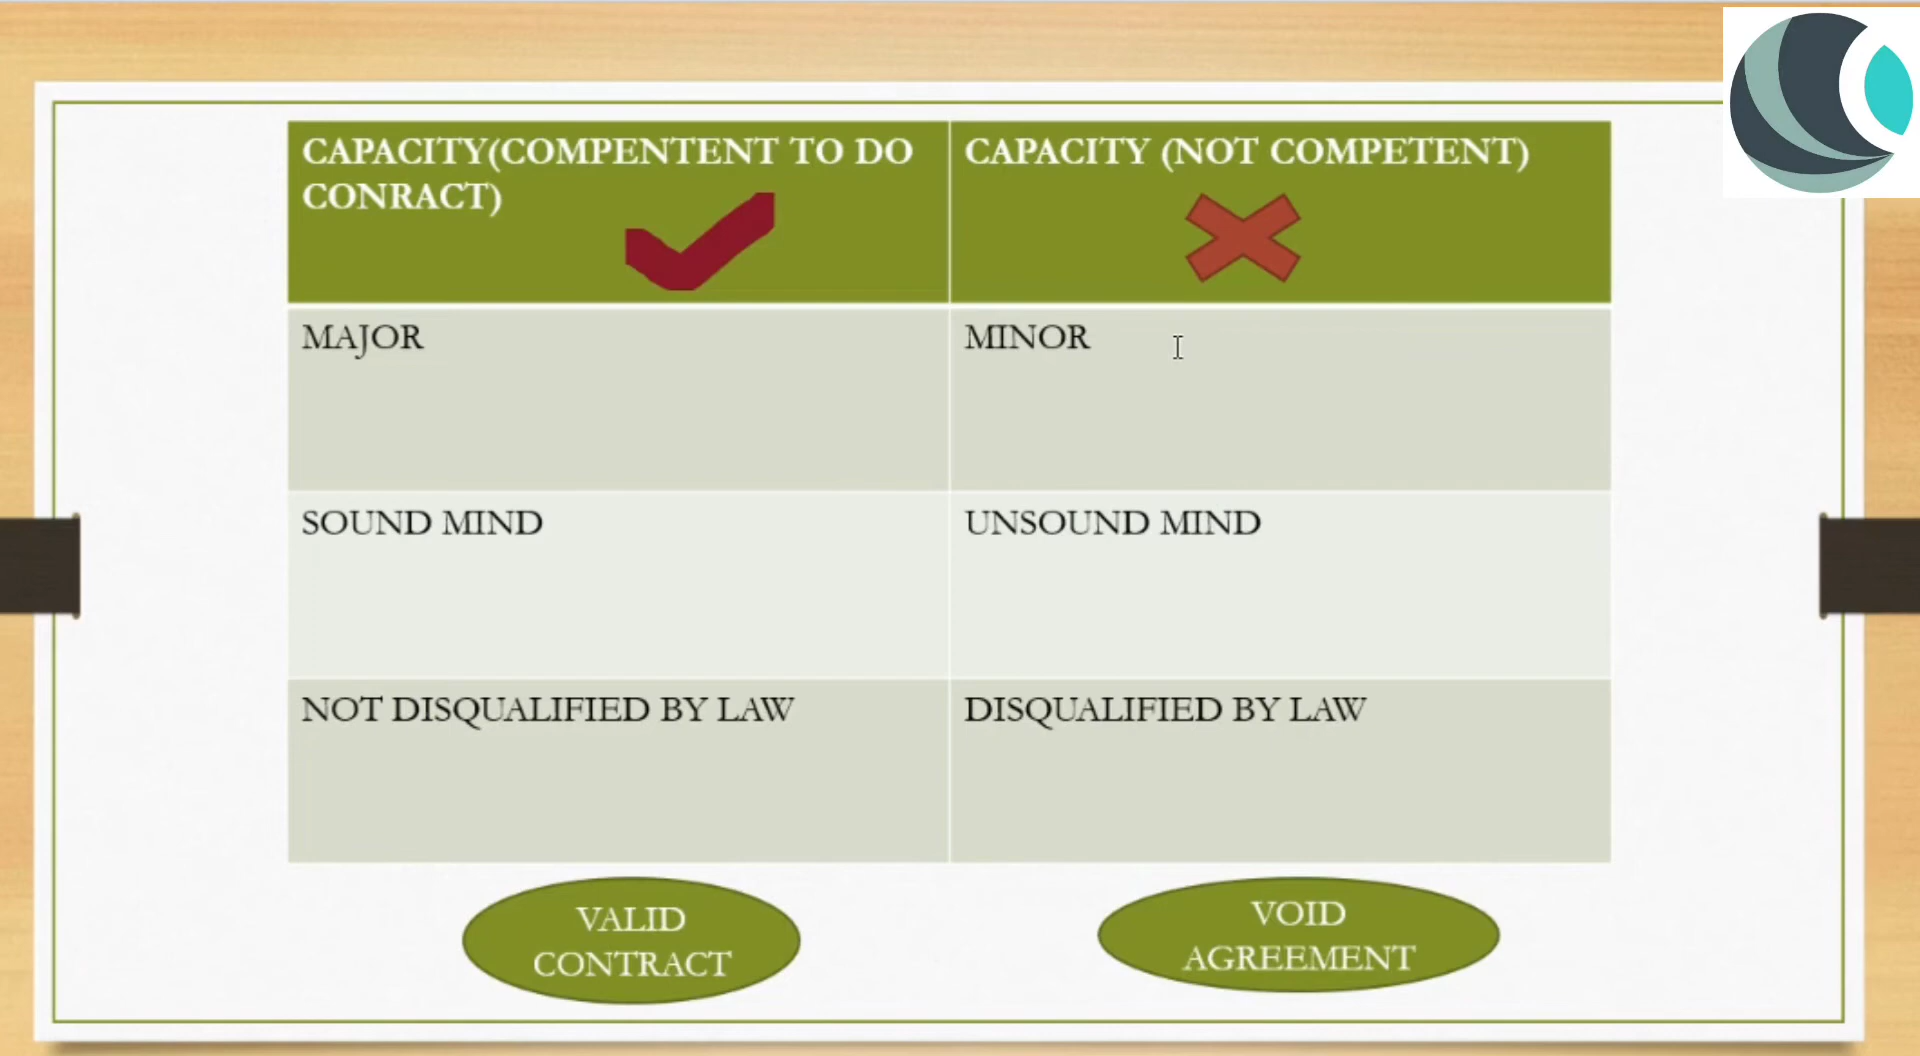 CAPACITY(COMPENTENT TO DO
CONRACT)
CAPACITY (NOT COMPETENT)
MAJOR
MINOR
SOUND MIND
UNSOUND MIND
NOT DISQUALIFIED BY LAW
DISQUALIFIED BY LAW
VALID
CONTRACT
VOID
AGREEMENT